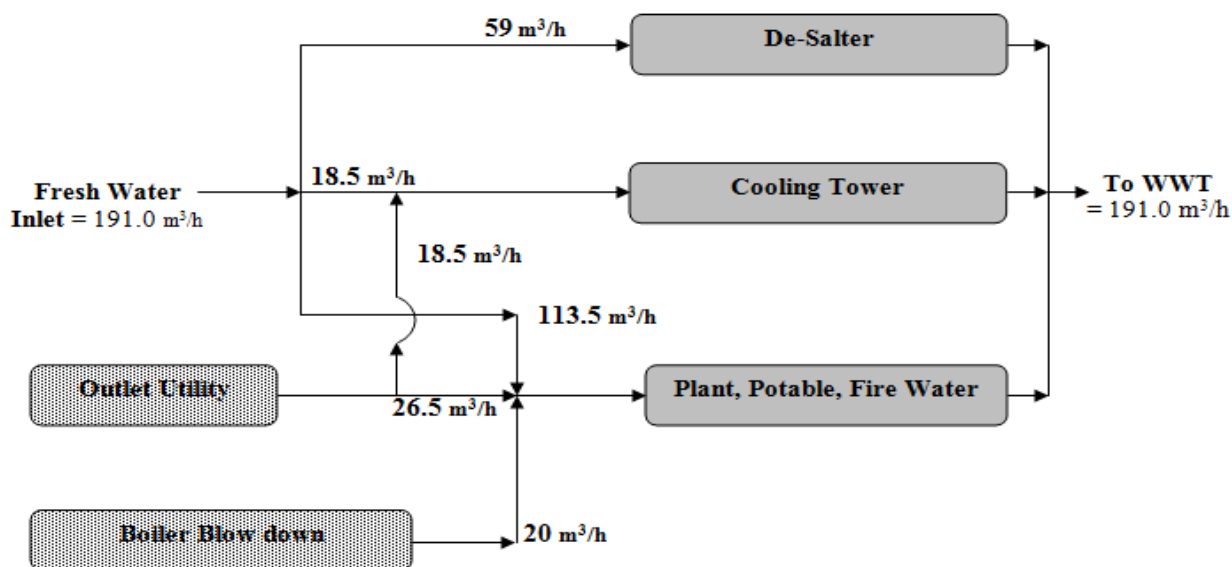 59 m³/h
De-Salter
Fresh Water
Inlet = 191.0 m³/h
18.5 m³/h
Cooling Tower
To WWT
= 191.0 m³/h
18.5 m³/h
113.5 m³/h
Outlet Utility
26.5 m³/h
Plant, Potable, Fire Water
Boiler Blow down
20 m³/h